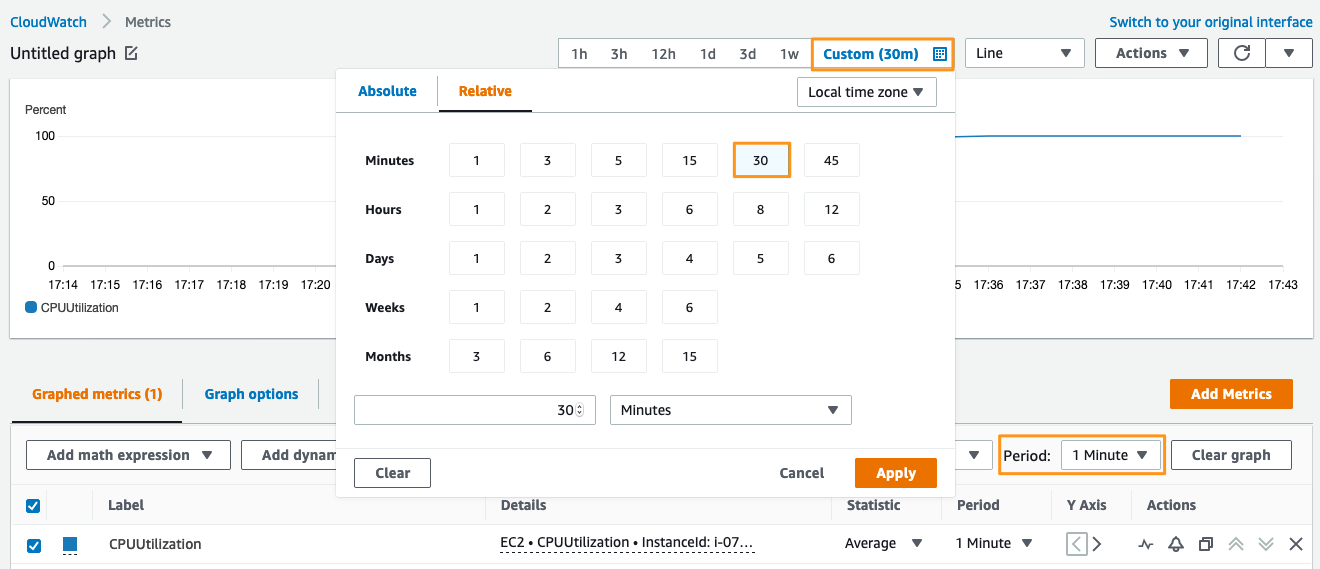 CloudWatch Metrics Switch to your original interface
Untitled graph 1h 3h 12h 1d 3d 1w Custom (30m) Line Actions
Absolute Relative Local time zone
Percent
100
50
0
17:14 17:15 17:16 17:17 17:18 17:19 17:20 5 17:36 17:37 17:38 17:39 17:40 17:41 17:42 17:43
CPUUtilization
Minutes 1 3 5 15 30 45
Hours 1 2 3 6 8 12
Days 1 2 3 4 5 6
Weeks 1 2 4 6
Months 3 6 12 15
30 Minutes
Clear Cancel Apply
Graphed metrics (1) Graph options Add Metrics
Add math expression Add dynam Period: 1 Minute Clear graph
Label Details Statistic Period Y Axis Actions
CPUUtilization EC2 • CPUUtilization • InstanceId: i-07... Average 1 Minute